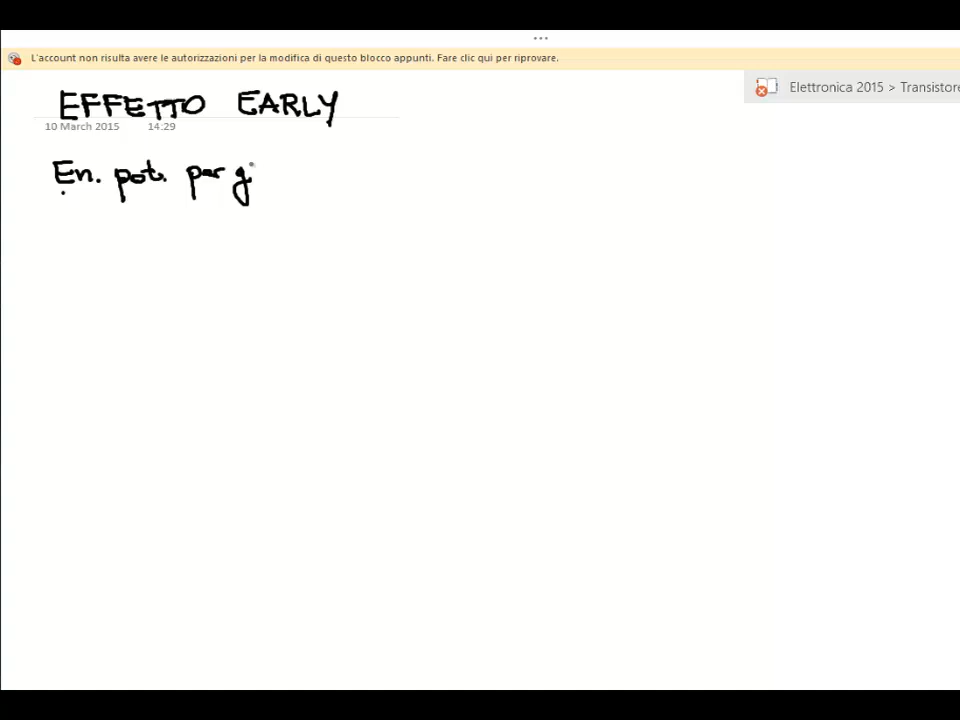 ...
L'account non risulta avere le autorizzazioni per la modifica di questo blocco appunti. Fare clic qui per riprovare.
Elettronica 2015 > Transistore
EFFETTO EARLY
10 March 2015 14:29
En. pot. per g